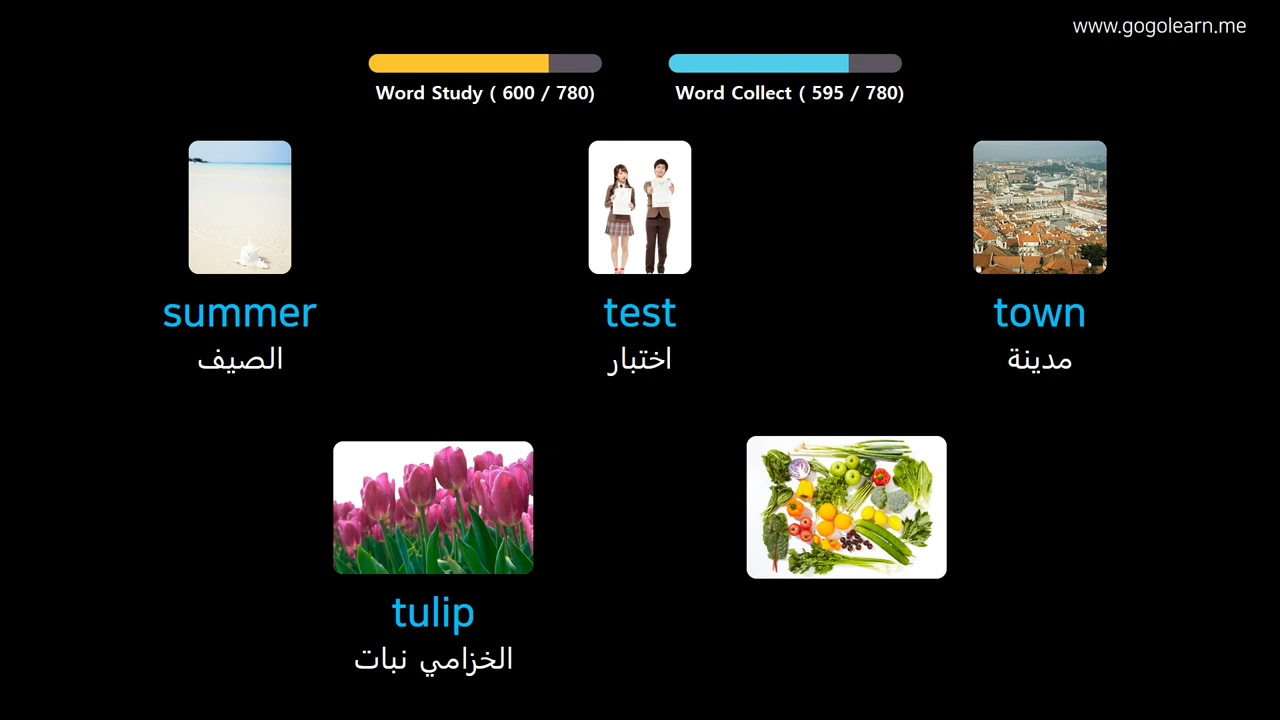 www.gogolearn.me
Word Study ( 600 / 780)
Word Collect ( 595 / 780)
summer
الصيف
test
اختبار
town
مدينة
tulip
الخزامي نبات